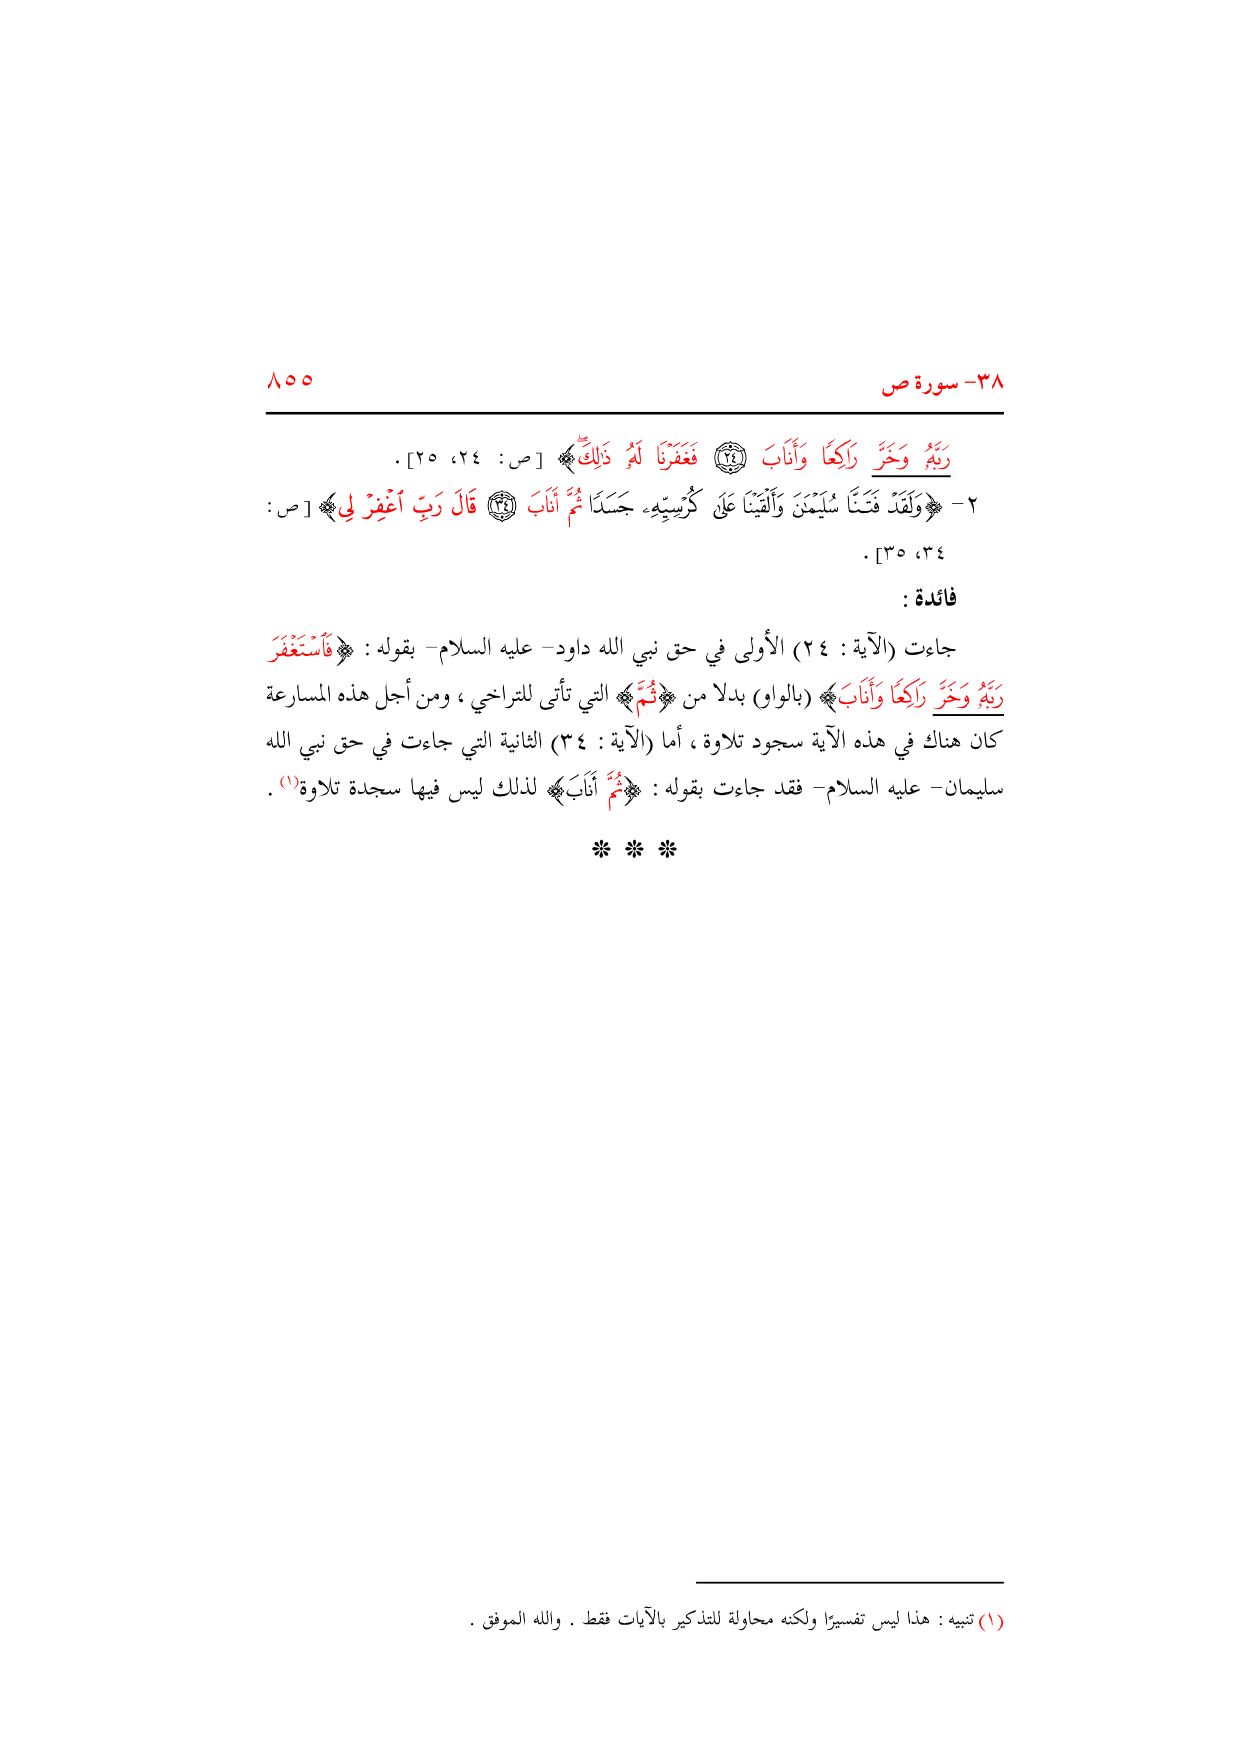 ٣٨- سورة ص ٨٥٥
رَبَّهُۥ وَخَرَّ رَاكِعٗا وَأَنَابَ ۝٢٤ فَغَفَرۡنَا لَهُۥ ذَٰلِكَۖ﴾ [ص: ٢٤، ٢٥].
٢- ﴿وَلَقَدۡ فَتَنَّا سُلَيۡمَٰنَ وَأَلۡقَيۡنَا عَلَىٰ كُرۡسِيِّهِۦ جَسَدٗا ثُمَّ أَنَابَ ۝٣٤ قَالَ رَبِّ ٱغۡفِرۡ لِي﴾ [ص:
٣٤، ٣٥].
فائدة :
جاءت (الآية : ٢٤) الأولى في حق نبي الله داود- عليه السلام- بقوله : ﴿فَٱسۡتَغۡفَرَ
رَبَّهُۥ وَخَرَّ رَاكِعٗا وَأَنَابَ﴾ (بالواو) بدلا من ﴿ثُمَّ﴾ التي تأتى للتراخي ، ومن أجل هذه المسارعة
كان هناك في هذه الآية سجود تلاوة ، أما (الآية : ٣٤) الثانية التي جاءت في حق نبي الله
سليمان- عليه السلام- فقد جاءت بقوله : ﴿ثُمَّ أَنَابَ﴾ لذلك ليس فيها سجدة تلاوة(١) .
(١) تنبيه : هذا ليس تفسيرًا ولكنه محاولة للتذكير بالآيات فقط . والله الموفق .